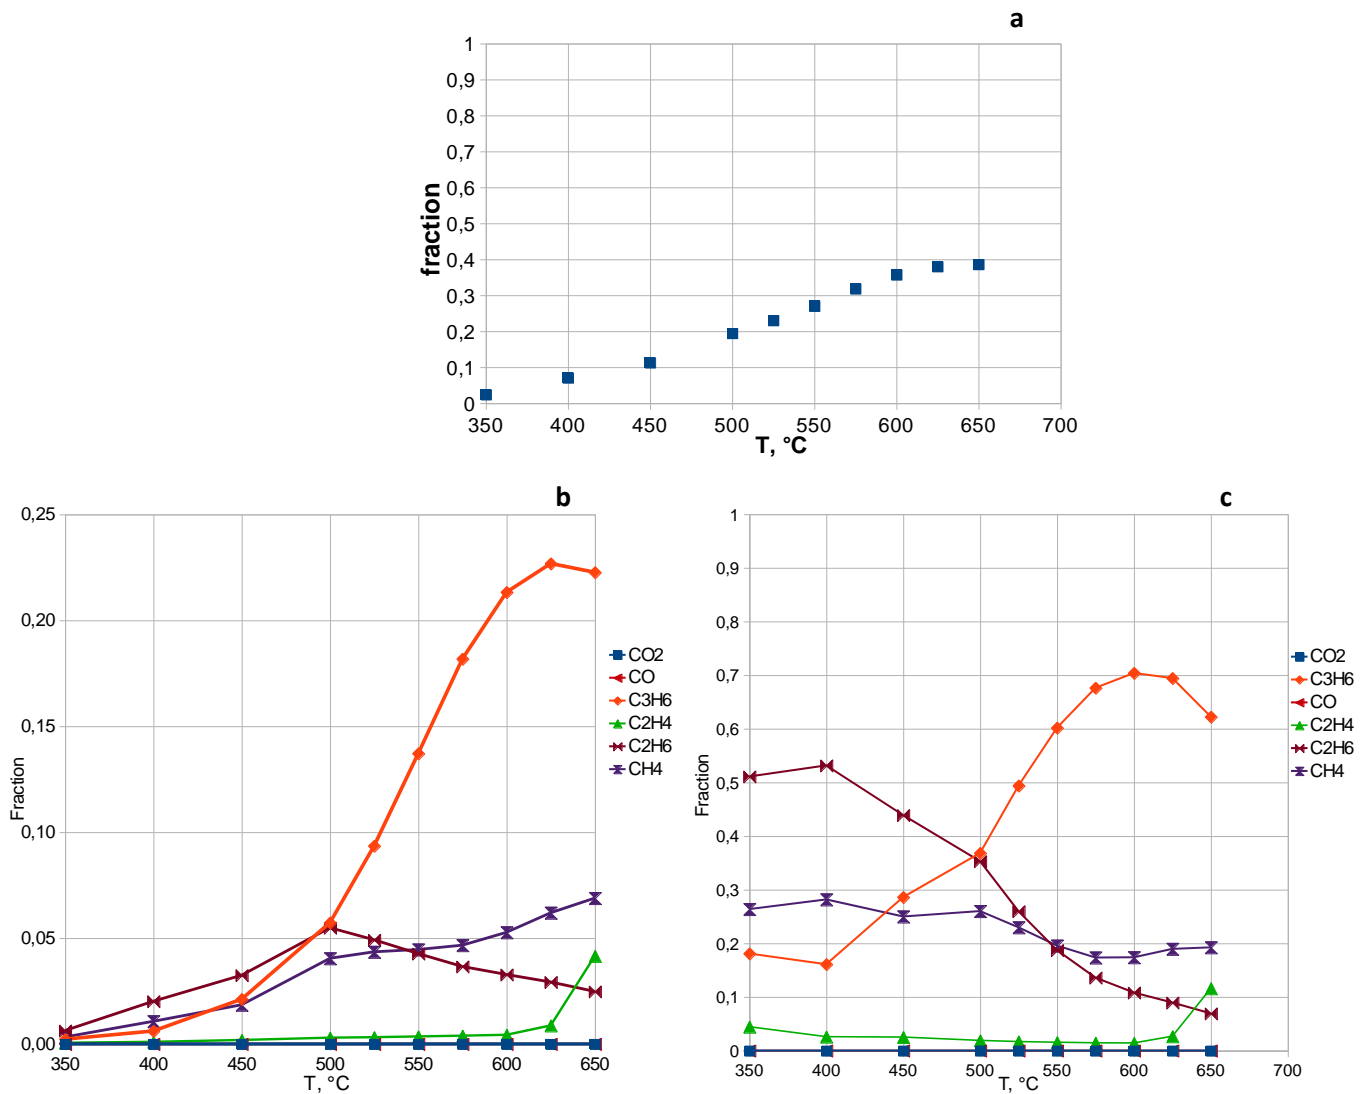 a
1
0,9
0,8
0,7
0,6
0,5
0,4
0,3
0,2
0,1
0
fraction
350 400 450 500 550 600 650 700
T, °C
b
0,25
0,20
0,15
0,10
0,05
0,00
Fraction
350 400 450 500 550 600 650
T, °C
CO2
CO
C3H6
C2H4
C2H6
CH4
c
1
0,9
0,8
0,7
0,6
0,5
0,4
0,3
0,2
0,1
0
Fraction
350 400 450 500 550 600 650 700
T, °C
CO2
C3H6
CO
C2H4
C2H6
CH4